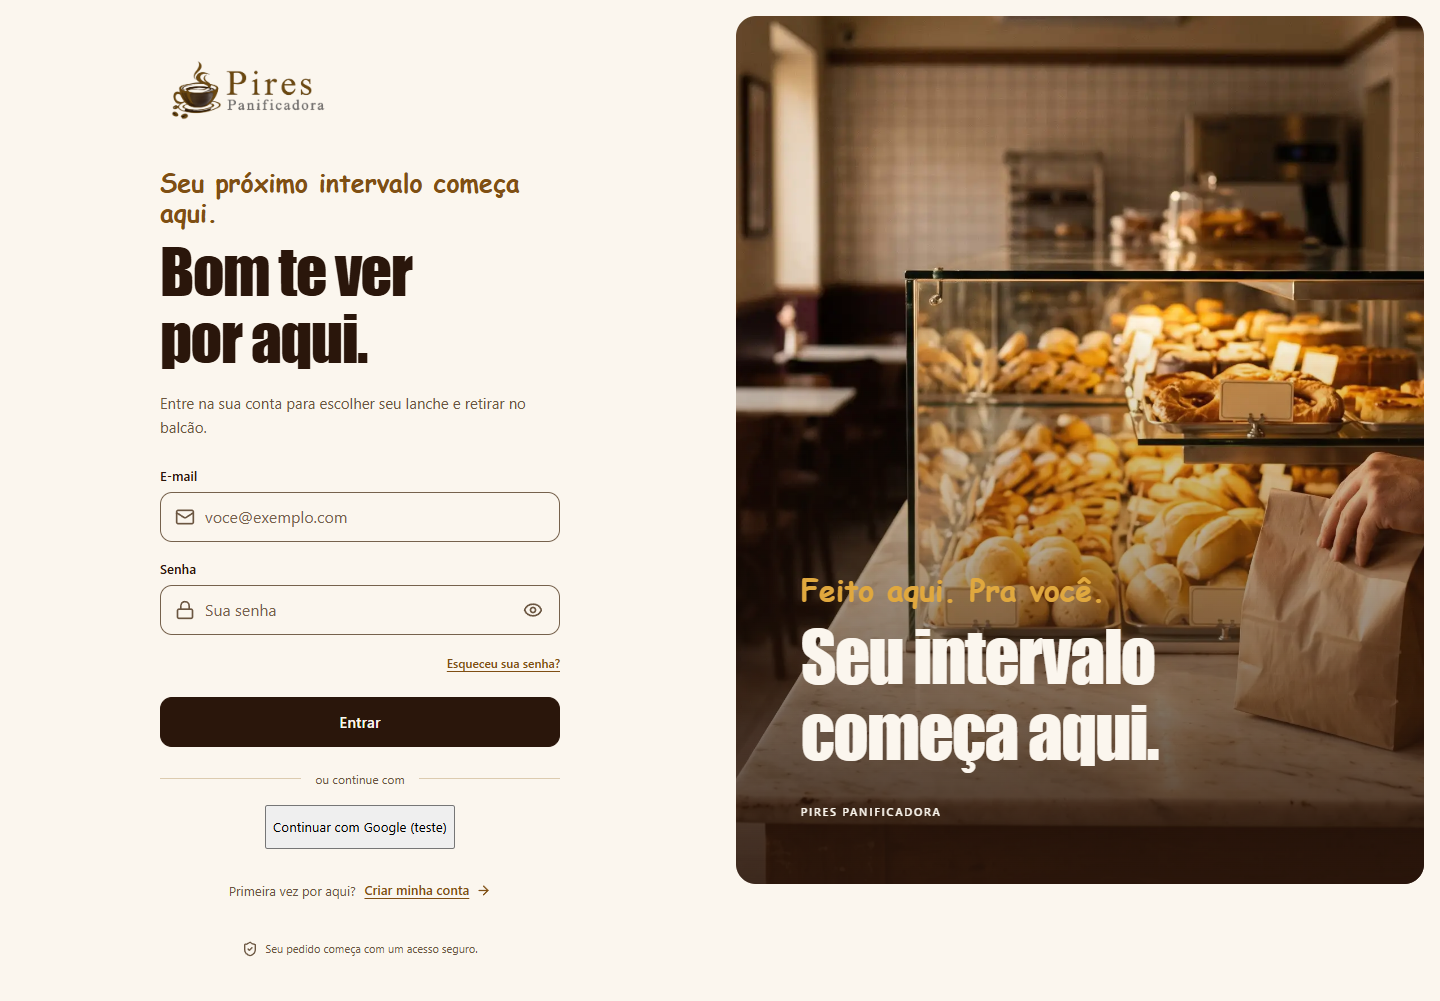 Pires
Panificadora
Seu próximo intervalo começa
aqui.
Bom te ver
por aqui.
Entre na sua conta para escolher seu lanche e retirar no
balcão.
E-mail
voce@exemplo.com
Senha
Sua senha
Esqueceu sua senha?
Entrar
ou continue com
Continuar com Google (teste)
Primeira vez por aqui? Criar minha conta →
Seu pedido começa com um acesso seguro.
Feito aqui. Pra você.
Seu intervalo
começa aqui.
PIRES PANIFICADORA